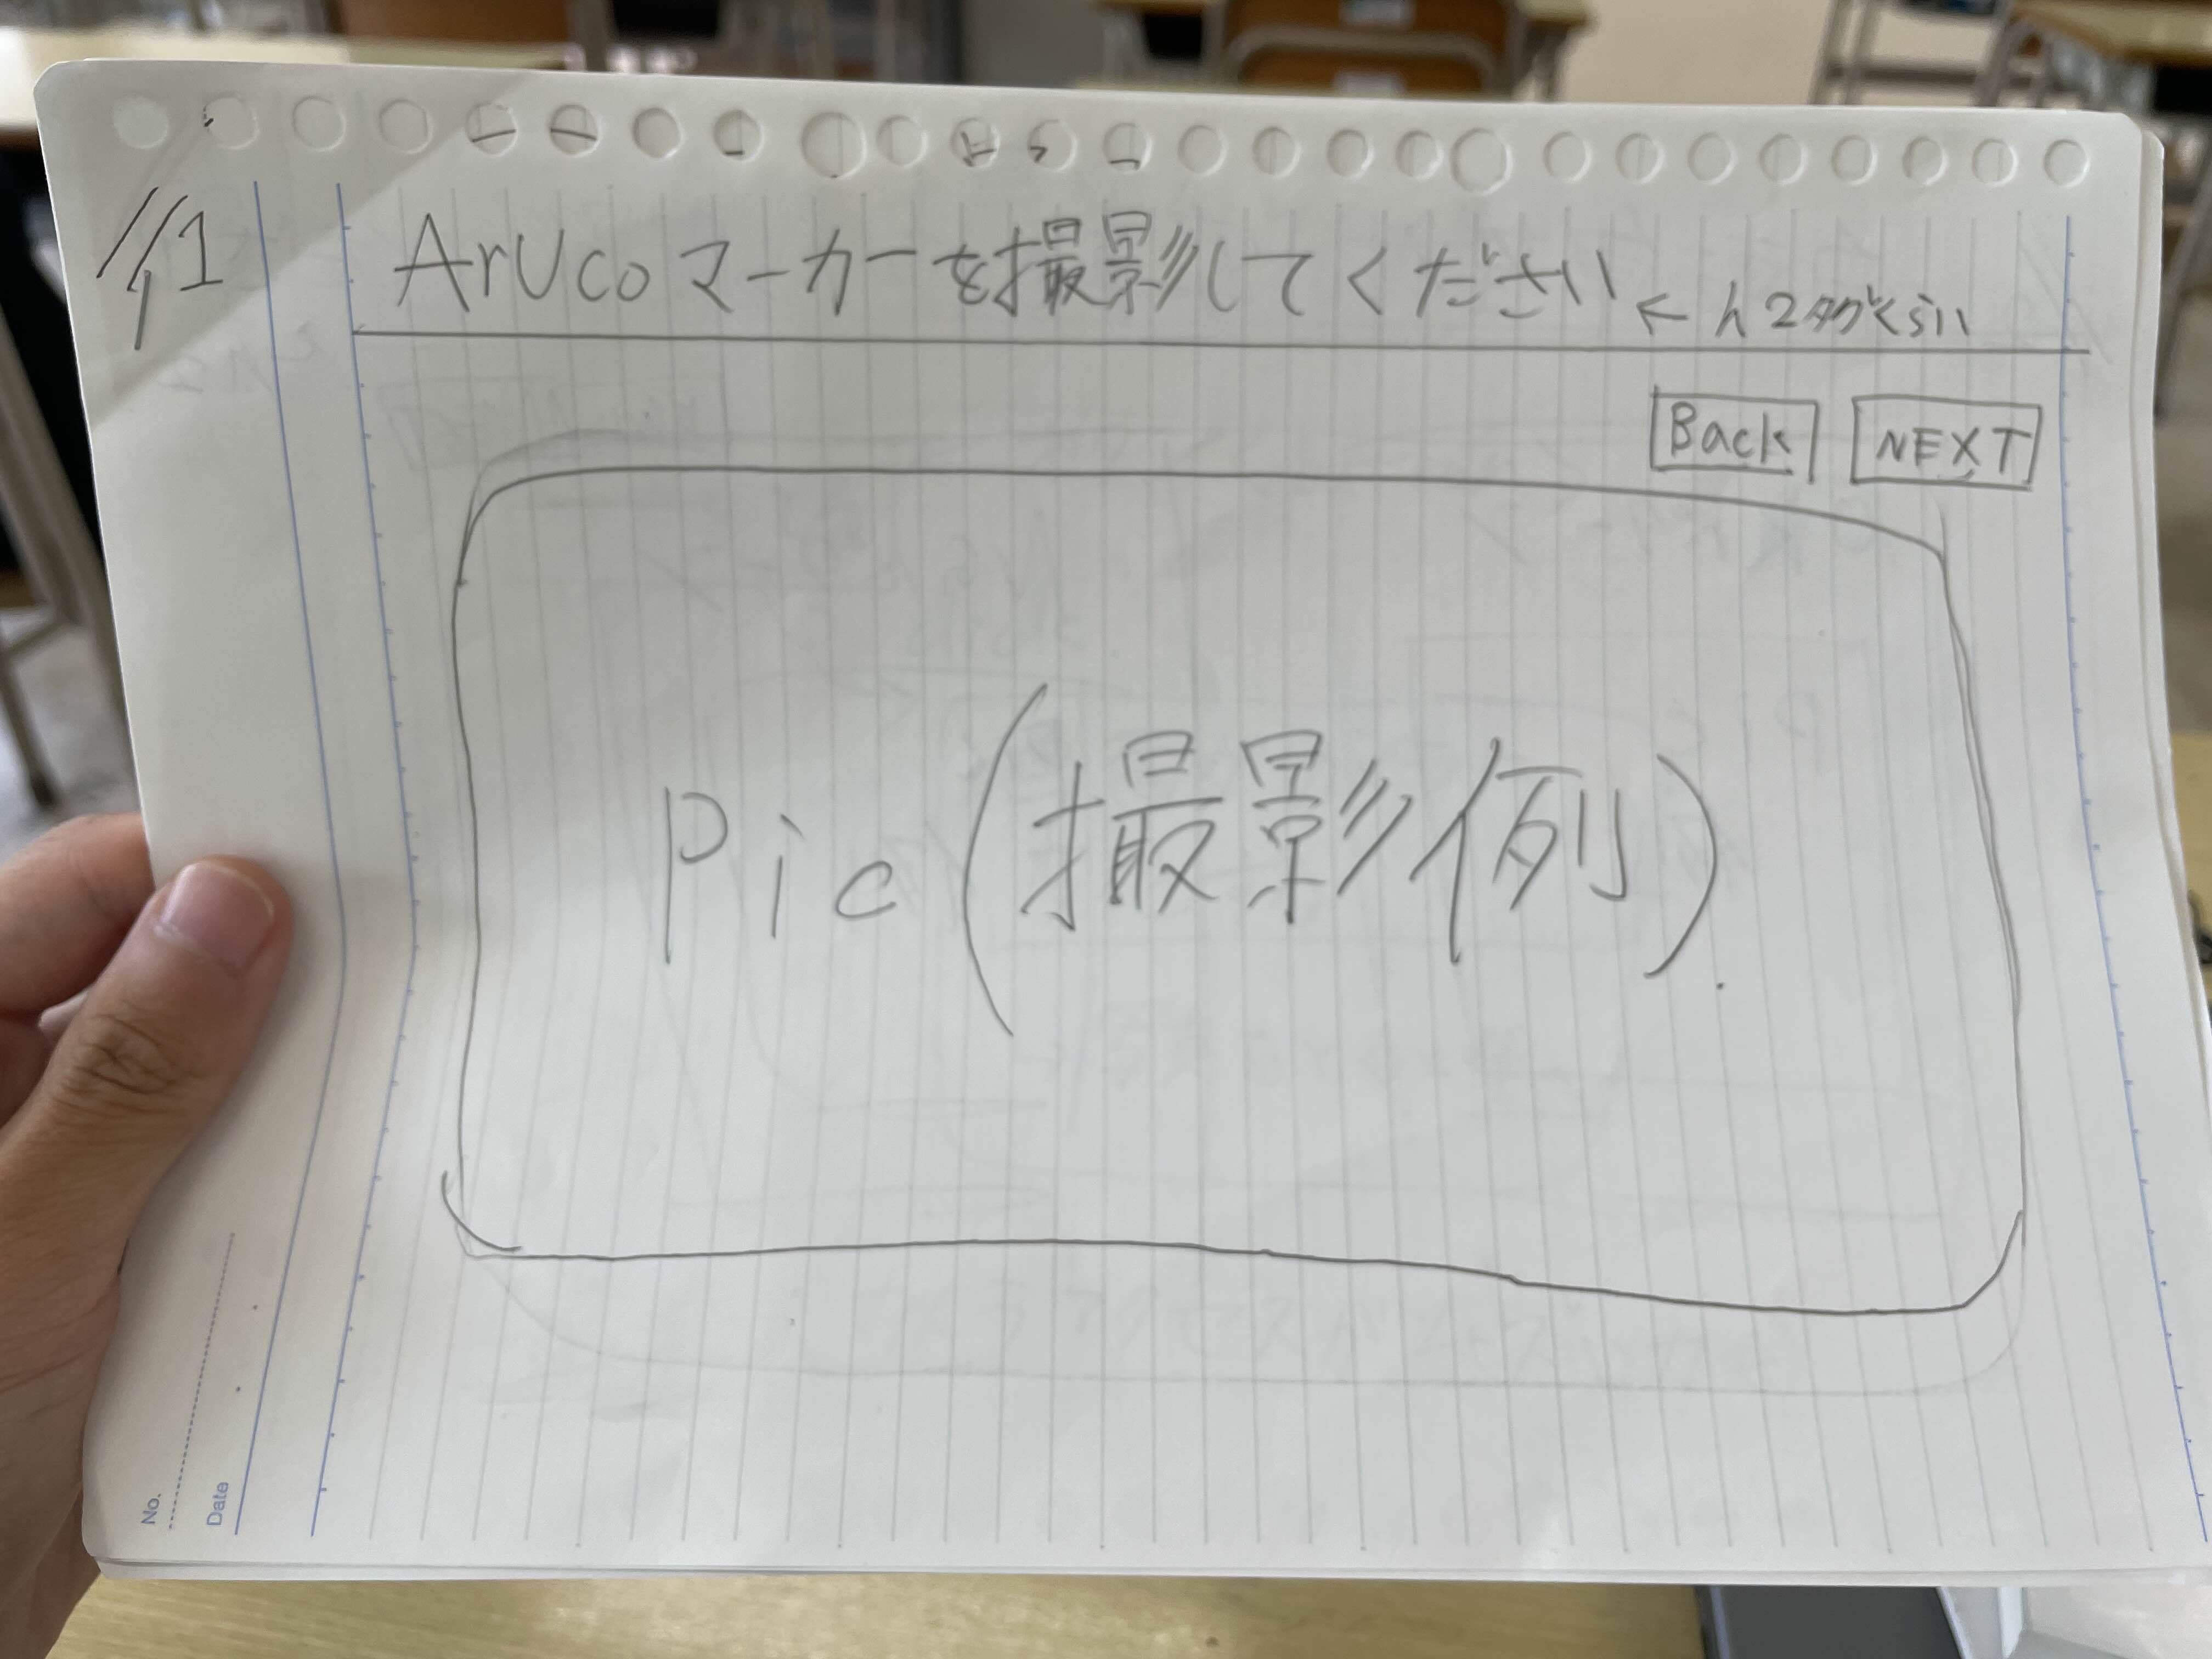 //1
ArUcoマーカーを撮影してください ← h2タグくらい
Back NEXT
Pic(撮影例)
No.
Date